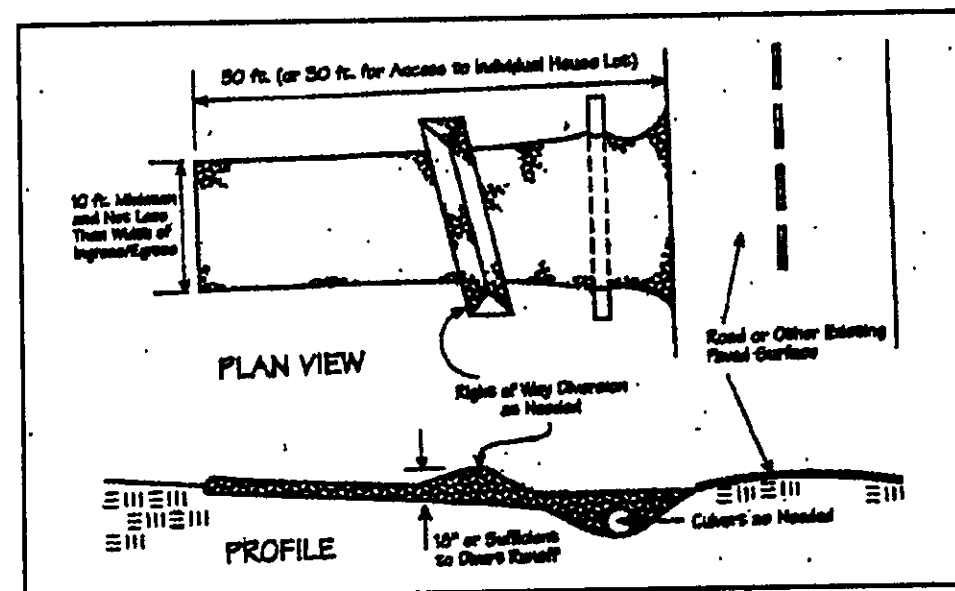 50 ft. (or 30 ft. for Access to Individual House Lot)
10 ft. Minimum
and Not Less
Than Width of
Ingress/Egress
PLAN VIEW
Road or Other Existing
Paved Surface
Right of Way Diversion
as Needed
Culvert as Needed
18" or Sufficient
to Divert Runoff
PROFILE